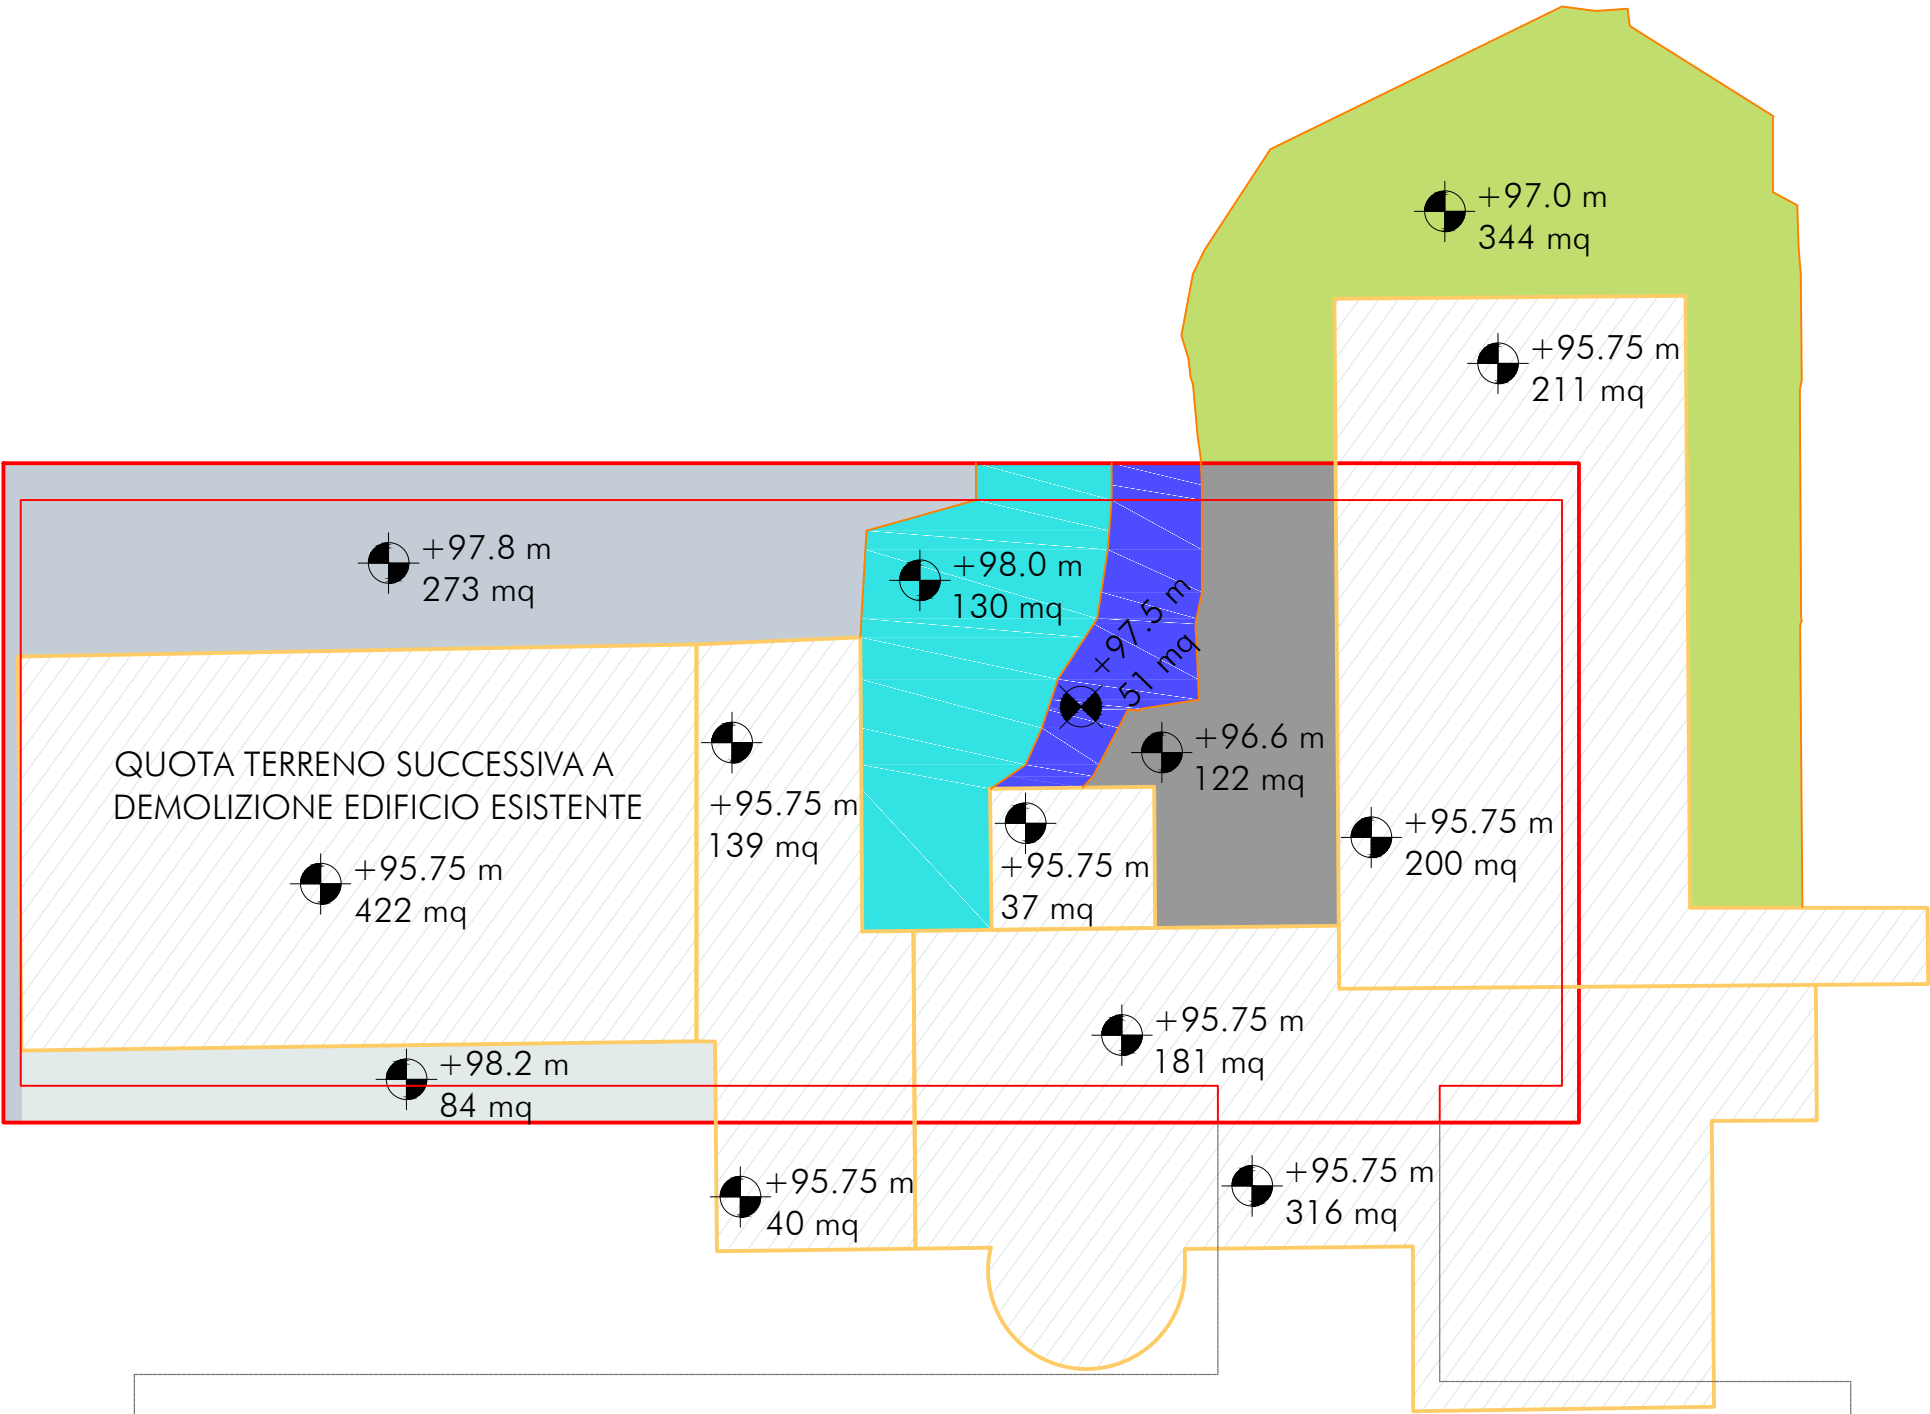 +97.0 m
344 mq
+95.75 m
211 mq
+97.8 m
273 mq
+98.0 m
130 mq
+97.5 m
51 mq
+96.6 m
122 mq
QUOTA TERRENO SUCCESSIVA A
DEMOLIZIONE EDIFICIO ESISTENTE
+95.75 m
422 mq
+95.75 m
139 mq
+95.75 m
37 mq
+95.75 m
200 mq
+95.75 m
181 mq
+98.2 m
84 mq
+95.75 m
40 mq
+95.75 m
316 mq